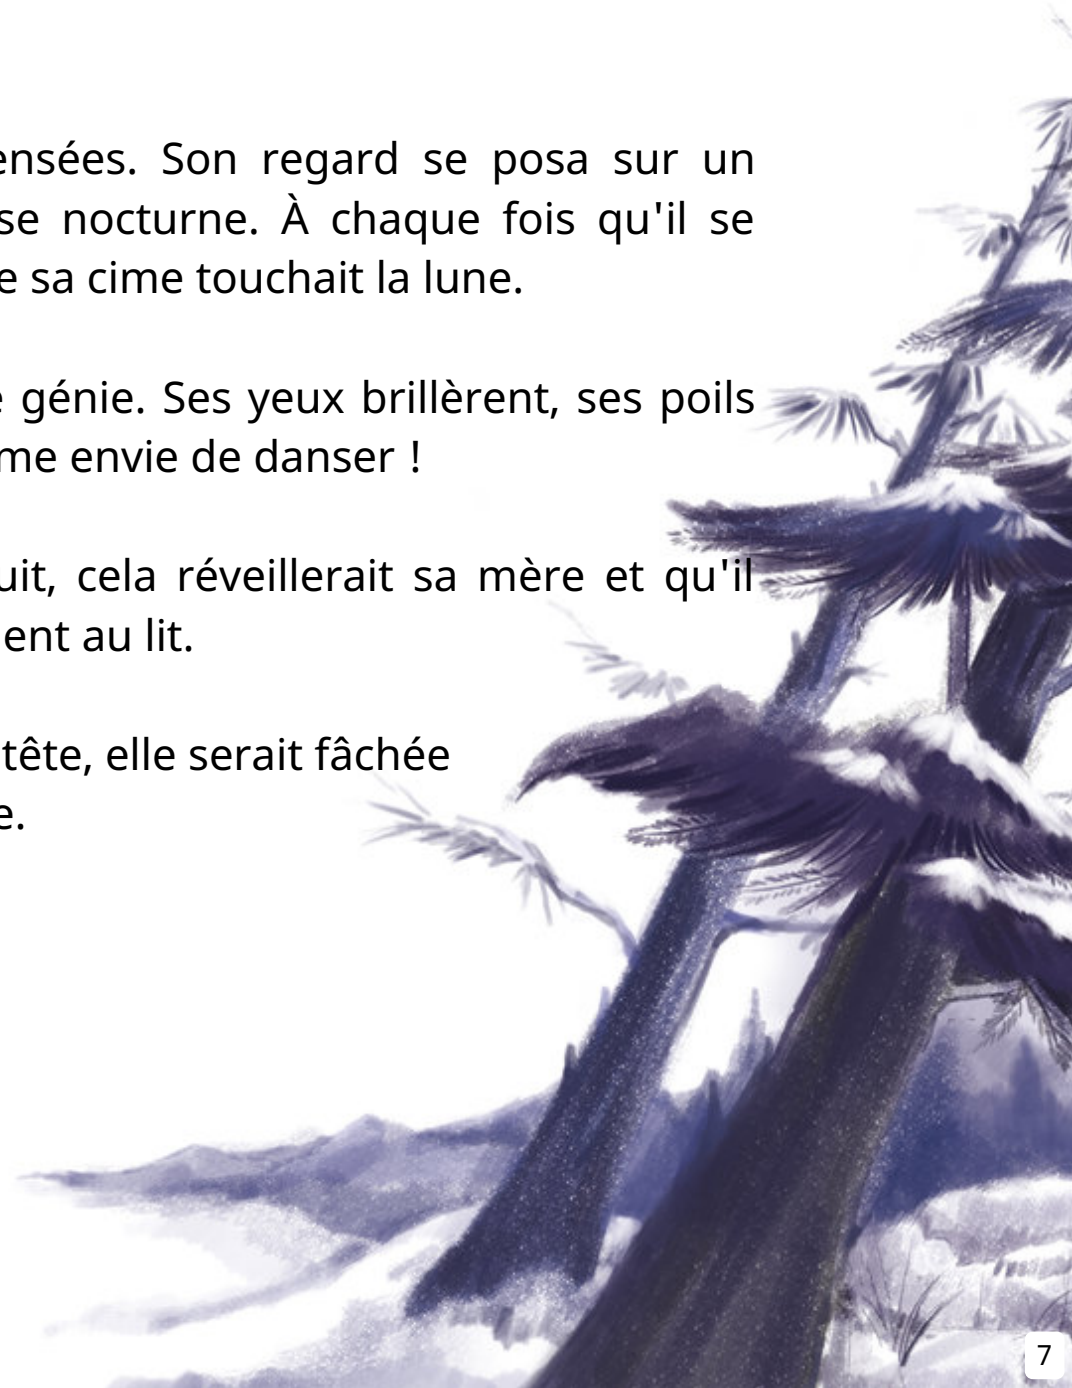 ensées. Son regard se posa sur un
se nocturne. À chaque fois qu'il se
e sa cime touchait la lune.
e génie. Ses yeux brillèrent, ses poils
me envie de danser !
uit, cela réveillerait sa mère et qu'il
ent au lit.
tête, elle serait fâchée
e.
7